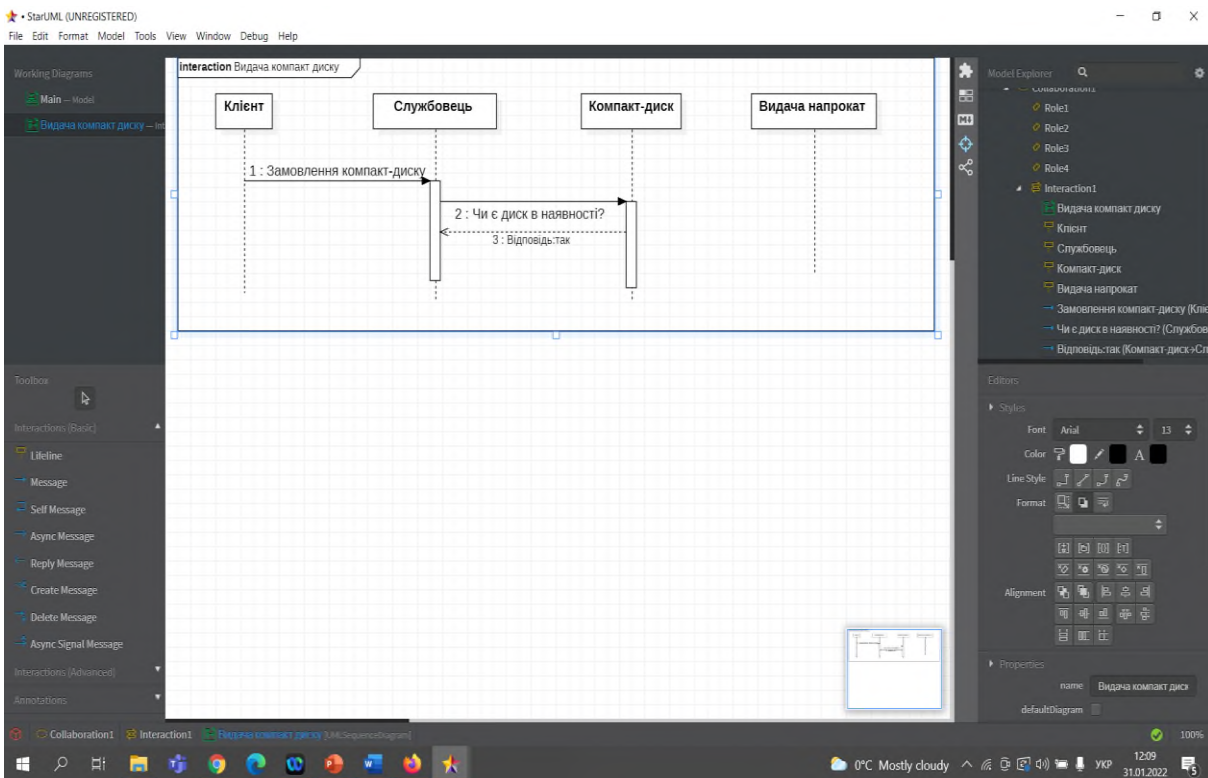 StarUML (UNREGISTERED)
File Edit Format Model Tools View Window Debug Help
Working Diagrams
Main — Model
Видача компакт диску — Int
interaction Видача компакт диску
Клієнт
Службовець
Компакт-диск
Видача напрокат
1 : Замовлення компакт-диску
2 : Чи є диск в наявності?
3 : Відповідь:так
Model Explorer
Collaboration1
Role1
Role2
Role3
Role4
Interaction1
Видача компакт диску
Клієнт
Службовець
Компакт-диск
Видача напрокат
Замовлення компакт-диску (Кліє
Чи є диск в наявності? (Службов
Відповідь:так (Компакт-диск→Сл
Toolbox
Interactions (Basic)
Lifeline
Message
Self Message
Async Message
Reply Message
Create Message
Delete Message
Async Signal Message
Interactions (Advanced)
Annotations
Editors
Styles
Font Arial 13
Color A
Line Style
Format
Alignment
Properties
name Видача компакт диск
defaultDiagram
Collaboration1 Interaction1 Видача компакт диску [UMLSequenceDiagram]
100%
0°C Mostly cloudy
УКР
12:09
31.01.2022
5